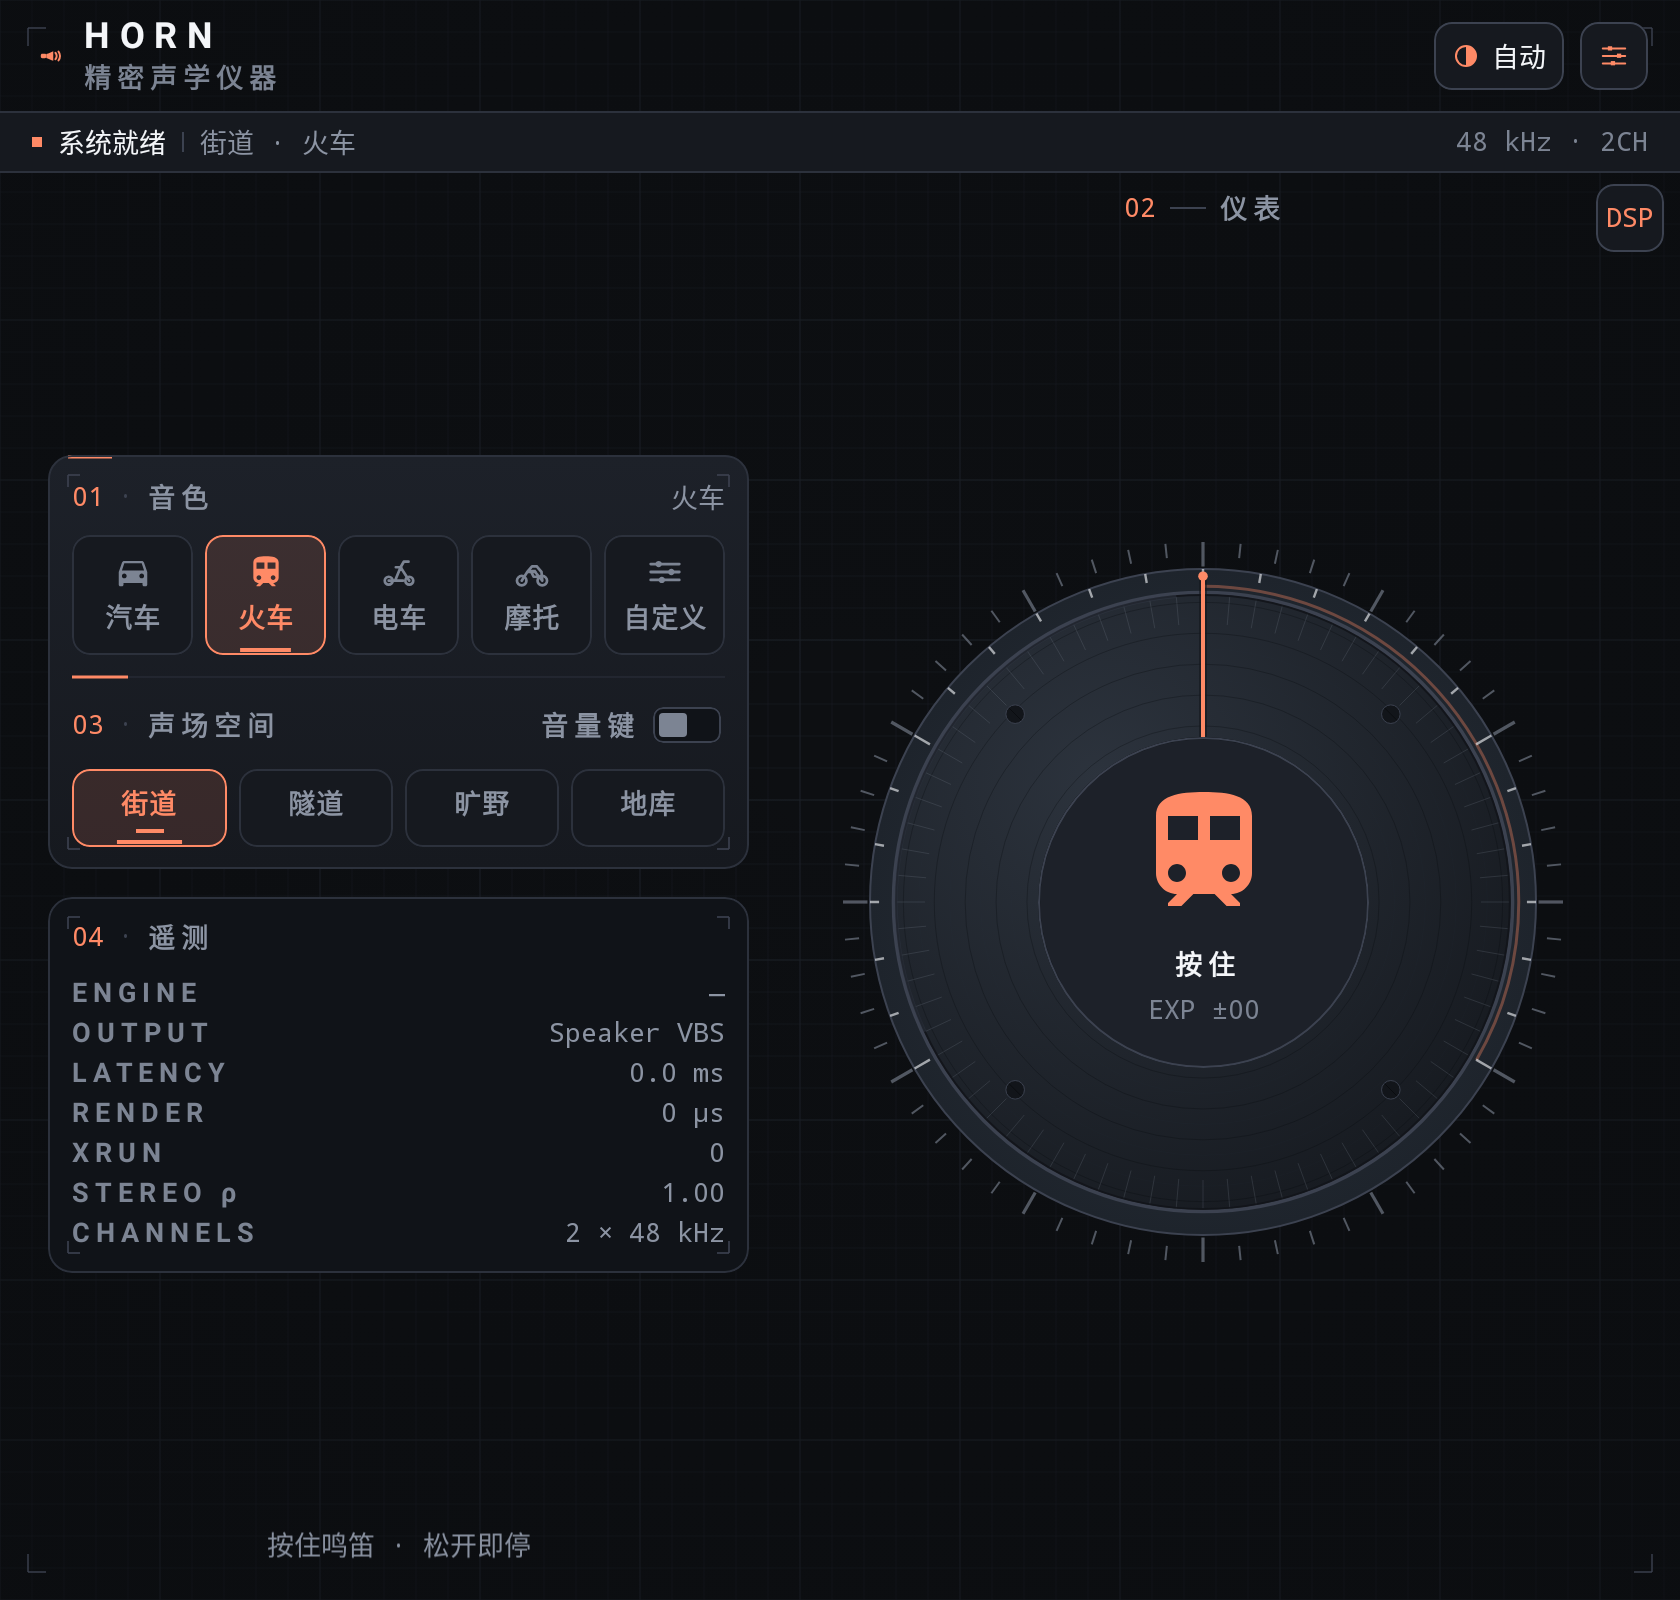 HORN
精密声学仪器
自动
系统就绪 街道 · 火车
48 kHz · 2CH
02 — 仪表
DSP
01 · 音色
火车
汽车
火车
电车
摩托
自定义
03 · 声场空间
音量键
街道
隧道
旷野
地库
04 · 遥测
ENGINE —
OUTPUT Speaker VBS
LATENCY 0.0 ms
RENDER 0 µs
XRUN 0
STEREO ρ 1.00
CHANNELS 2 × 48 kHz
按住
EXP ±00
按住鸣笛 · 松开即停